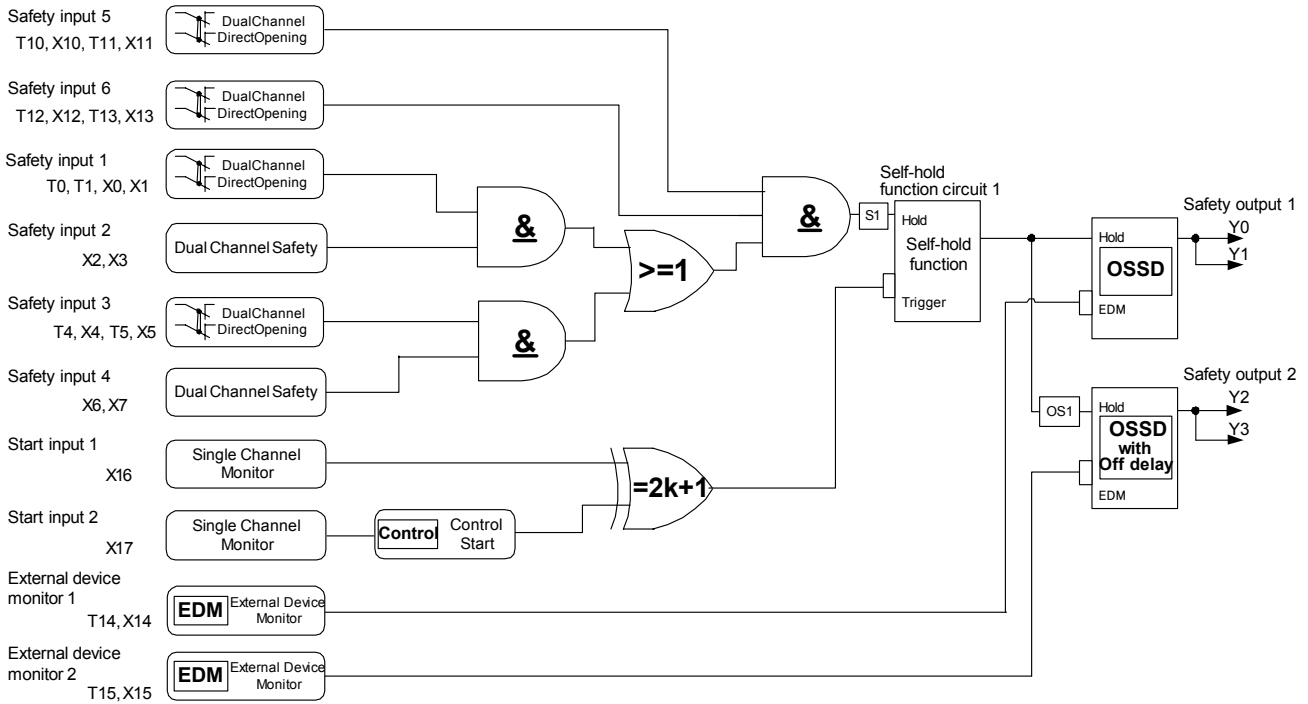 Safety input 5
T10, X10, T11, X11
DualChannel
DirectOpening
Safety input 6
T12, X12, T13, X13
DualChannel
DirectOpening
Safety input 1
T0, T1, X0, X1
DualChannel
DirectOpening
Safety input 2
X2, X3
Dual Channel Safety
Safety input 3
T4, X4, T5, X5
DualChannel
DirectOpening
Safety input 4
X6, X7
Dual Channel Safety
Start input 1
X16
Single Channel
Monitor
Start input 2
X17
Single Channel
Monitor
Control
Control
Start
External device
monitor 1
T14, X14
EDM
External Device
Monitor
External device
monitor 2
T15, X15
EDM
External Device
Monitor
&
&
>=1
&
=2k+1
S1
Self-hold
function circuit 1
Hold
Self-hold
function
Trigger
Safety output 1
Hold
OSSD
EDM
Y0
Y1
OS1
Safety output 2
Hold
OSSD
with
Off delay
EDM
Y2
Y3